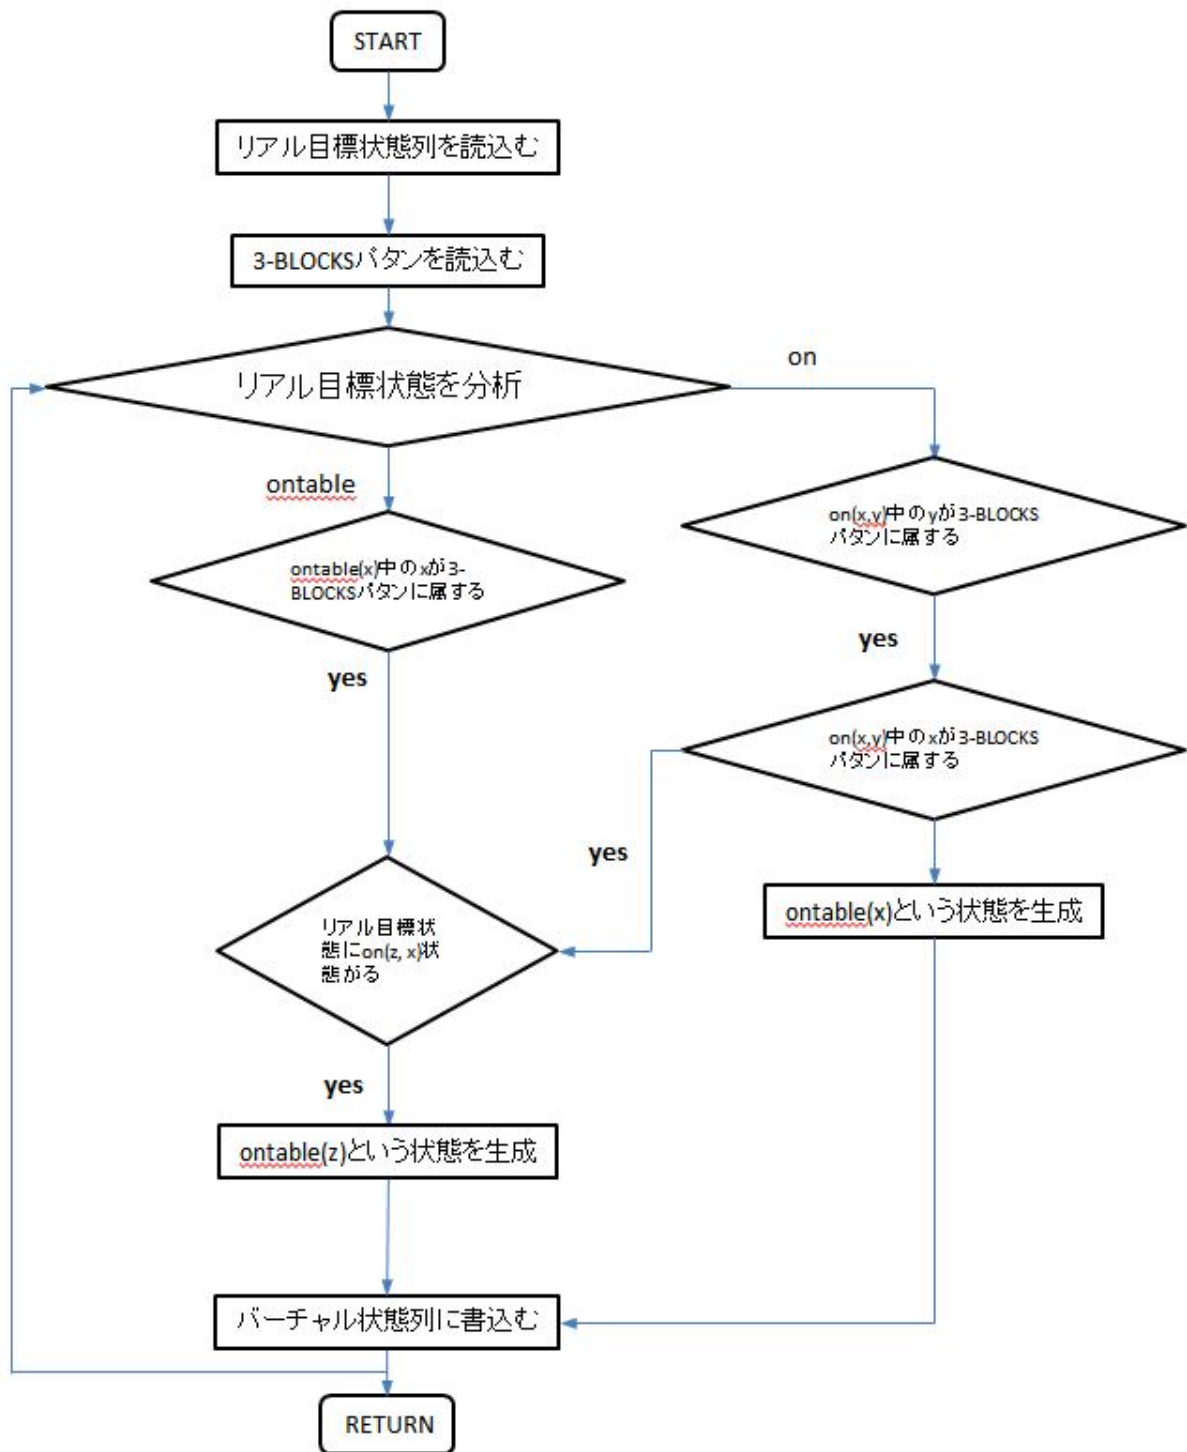 START
リアル目標状態列を読込む
3-BLOCKSパタンを読込む
リアル目標状態を分析
on
ontable
on(x,y)中のyが3-BLOCKS
パタンに属する
ontable(x)中のxが3-
BLOCKSパタンに属する
yes
yes
on(x,y)中のxが3-BLOCKS
パタンに属する
yes
ontable(x)という状態を生成
リアル目標状
態にon(z, x)状
態がる
yes
ontable(z)という状態を生成
バーチャル状態列に書込む
RETURN